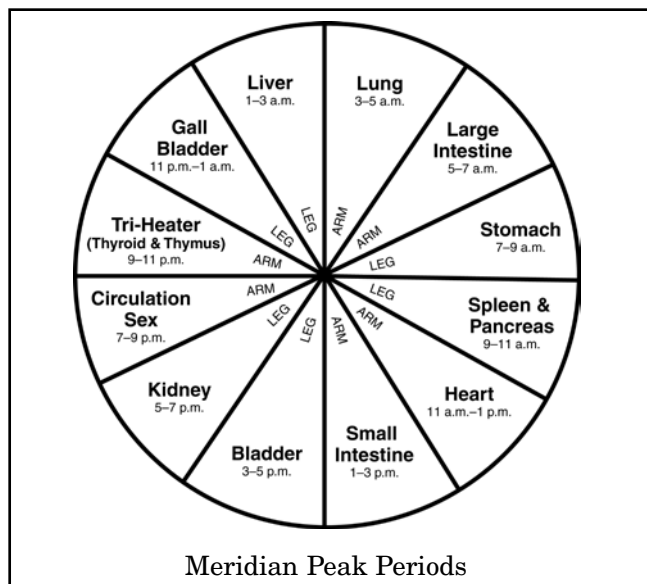 Liver
1–3 a.m.
Lung
3–5 a.m.
Large
Intestine
5–7 a.m.
Stomach
7–9 a.m.
Spleen &
Pancreas
9–11 a.m.
Heart
11 a.m.–1 p.m.
Small
Intestine
1–3 p.m.
Bladder
3–5 p.m.
Kidney
5–7 p.m.
Circulation
Sex
7–9 p.m.
Tri-Heater
(Thyroid & Thymus)
9–11 p.m.
Gall
Bladder
11 p.m.–1 a.m.
LEG
ARM
ARM
LEG
LEG
ARM
ARM
LEG
LEG
ARM
ARM
LEG
Meridian Peak Periods